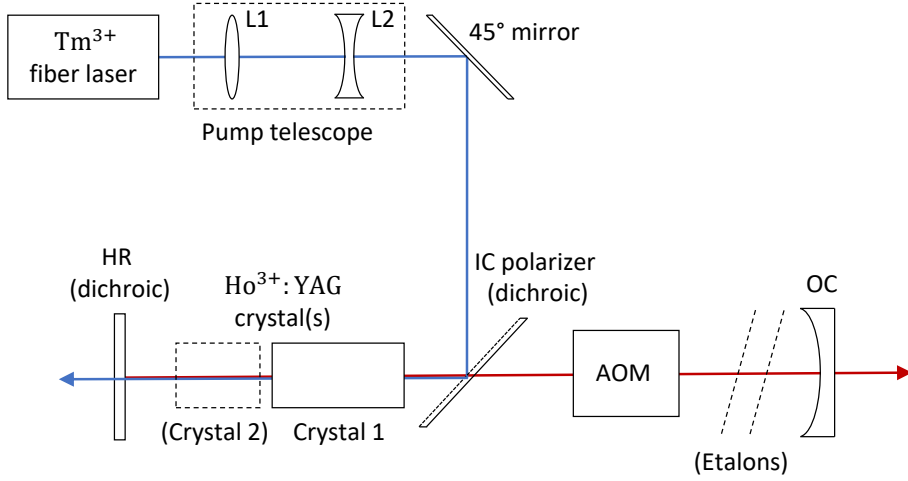 L1
L2
45° mirror
Tm³⁺
fiber laser
Pump telescope
HR
(dichroic)
Ho³⁺: YAG
crystal(s)
IC polarizer
(dichroic)
OC
AOM
(Crystal 2)
Crystal 1
(Etalons)